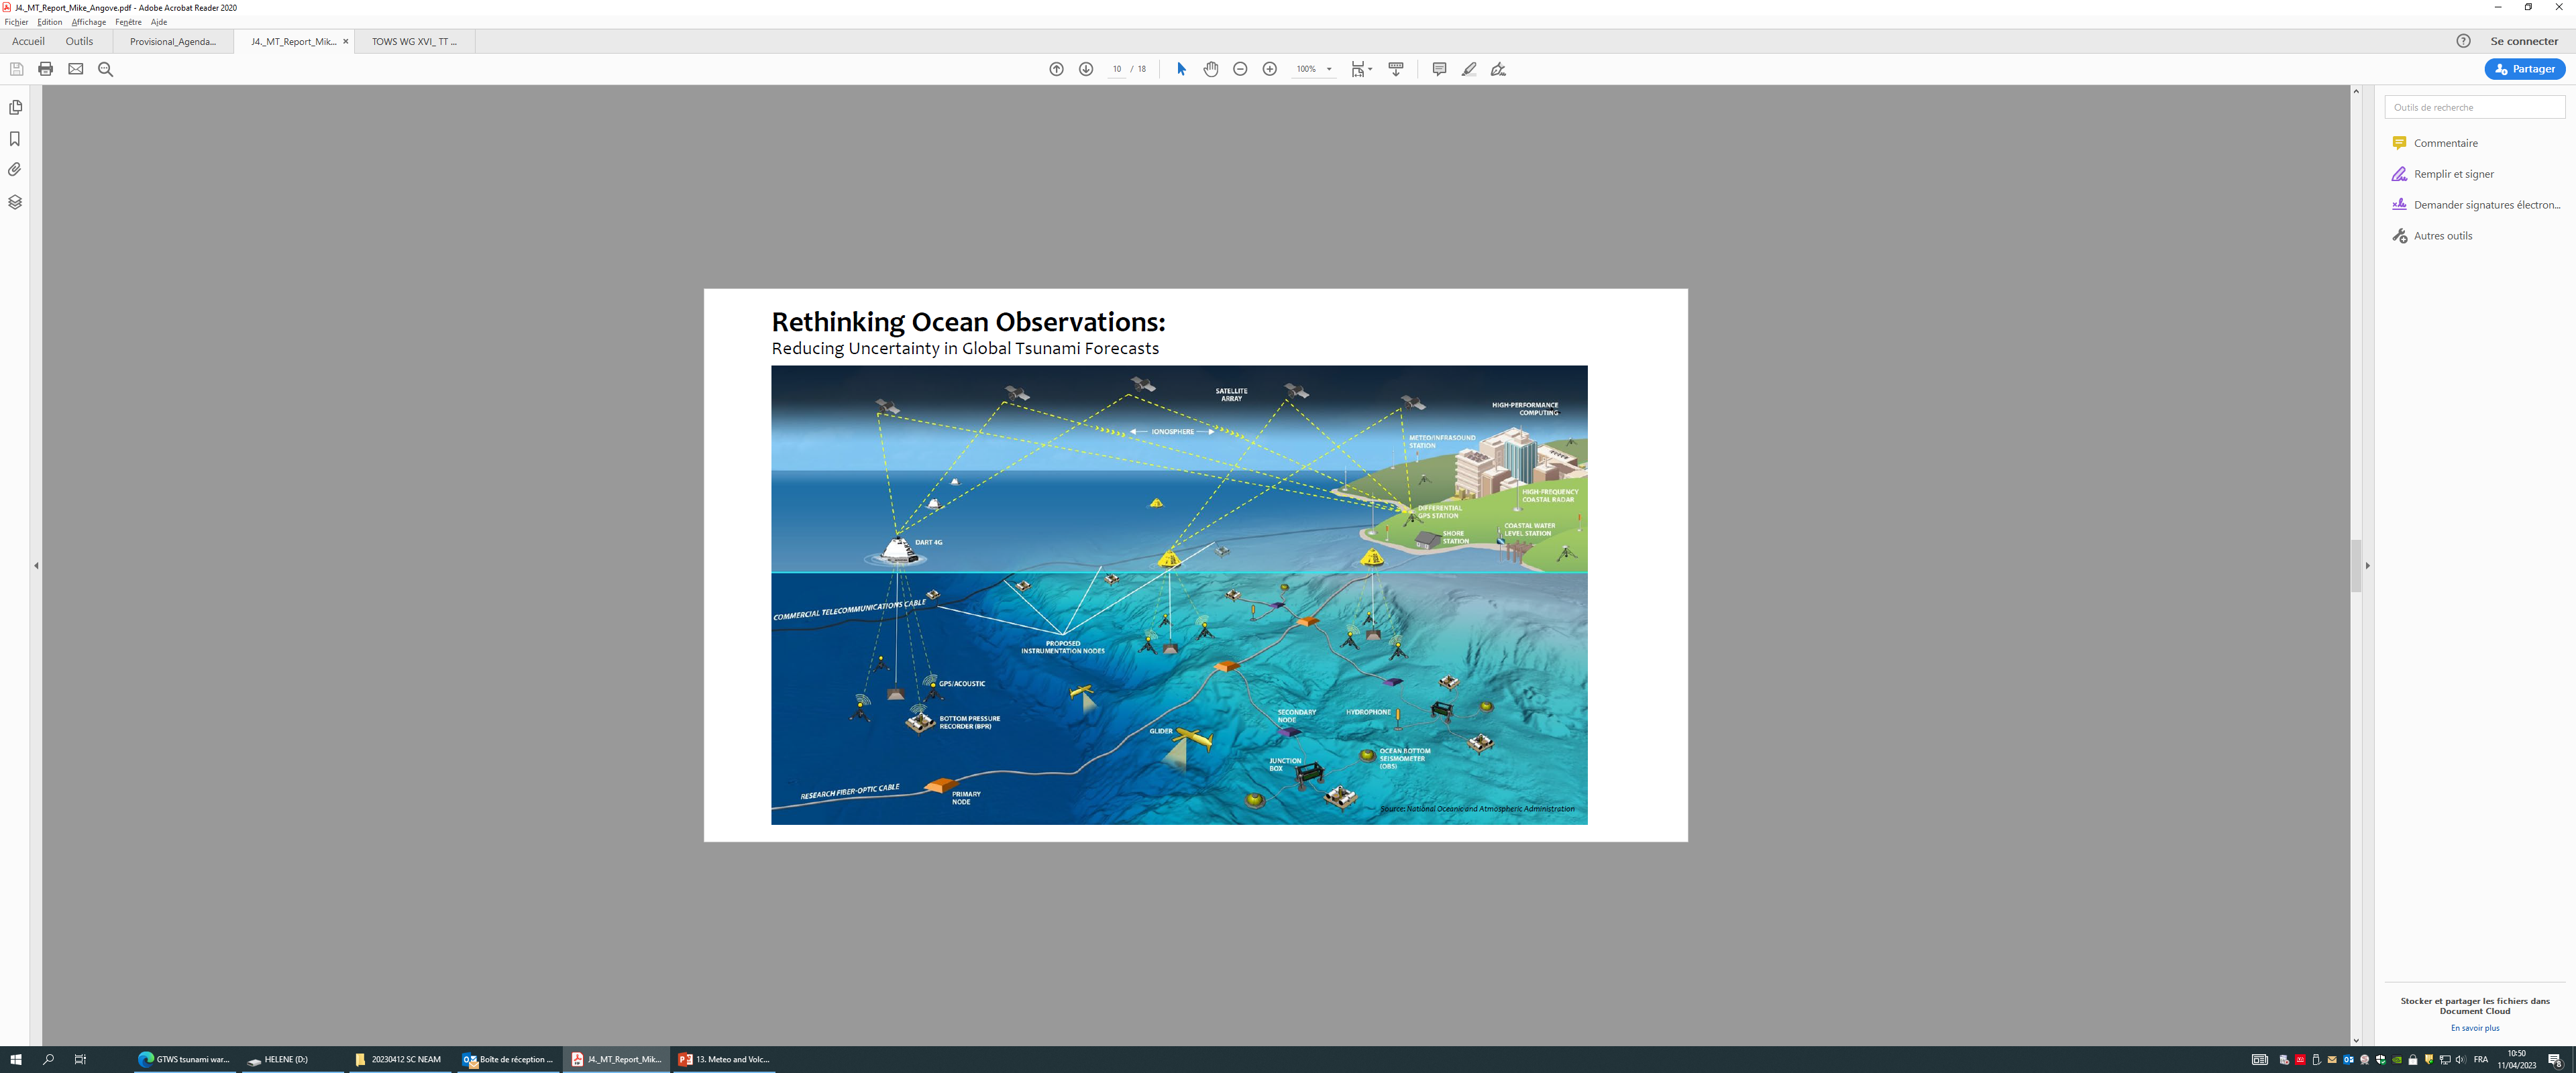 J4._MT_Report_Mike_Angove.pdf - Adobe Acrobat Reader 2020
Fichier Edition Affichage Fenêtre Aide
Accueil Outils Provisional_Agenda... J4._MT_Report_Mik... × TOWS WG XVI_ TT ... Se connecter
10 / 18 100% Partager
Outils de recherche
Commentaire
Remplir et signer
Demander signatures électron...
Autres outils
Rethinking Ocean Observations:
Reducing Uncertainty in Global Tsunami Forecasts
SATELLITE
ARRAY
HIGH-PERFORMANCE
COMPUTING
IONOSPHERE
METEO/INFRASOUND
STATION
HIGH-FREQUENCY
COASTAL RADAR
DIFFERENTIAL
GPS STATION
COASTAL WATER
LEVEL STATION
SHORE
STATION
DART 4G
COMMERCIAL TELECOMMUNICATIONS CABLE
PROPOSED
INSTRUMENTATION NODES
GPS/ACOUSTIC
BOTTOM PRESSURE
RECORDER (BPR)
GLIDER
SECONDARY
NODE
HYDROPHONE
OCEAN BOTTOM
SEISMOMETER
(OBS)
JUNCTION
BOX
RESEARCH FIBER-OPTIC CABLE
PRIMARY
NODE
Source: National Oceanic and Atmospheric Administration
Stocker et partager les fichiers dans
Document Cloud
En savoir plus
GTWS tsunami war... HELENE (D:) 20230412 SC NEAM Boîte de réception ... J4._MT_Report_Mik... 13. Meteo and Volc... FRA
10:50
11/04/2023